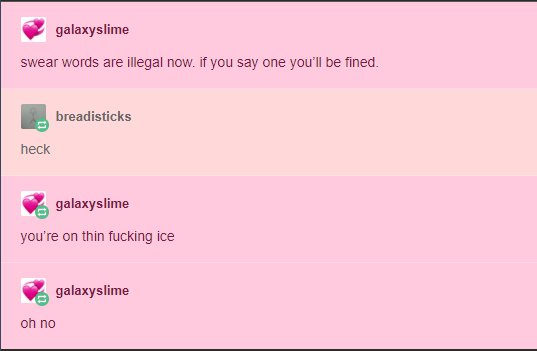 galaxyslime
swear words are illegal now. if you say one you’ll be fined.
breadisticks
heck
galaxyslime
you’re on thin fucking ice
galaxyslime
oh no